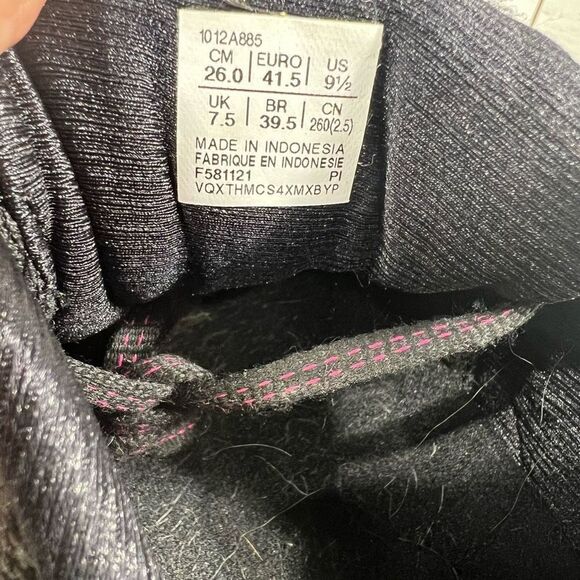 1012A885
CM EURO US
26.0 41.5 9½
UK BR CN
7.5 39.5 260(2.5)
MADE IN INDONESIA
FABRIQUE EN INDONESIE
F581121 PI
VQXTHMCS4XMXBYP